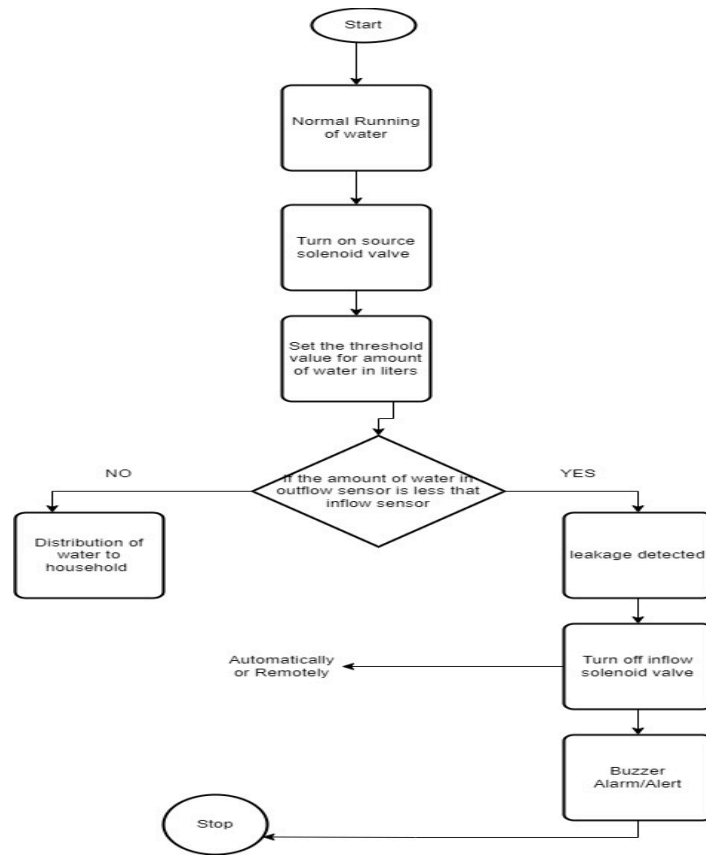 Start
Normal Running
of water
Turn on source
solenoid valve
Set the threshold
value for amount
of water in liters
If the amount of water in
outflow sensor is less that
inflow sensor
NO
YES
Distribution of
water to
household
leakage detected
Turn off inflow
solenoid valve
Automatically
or Remotely
Buzzer
Alarm/Alert
Stop